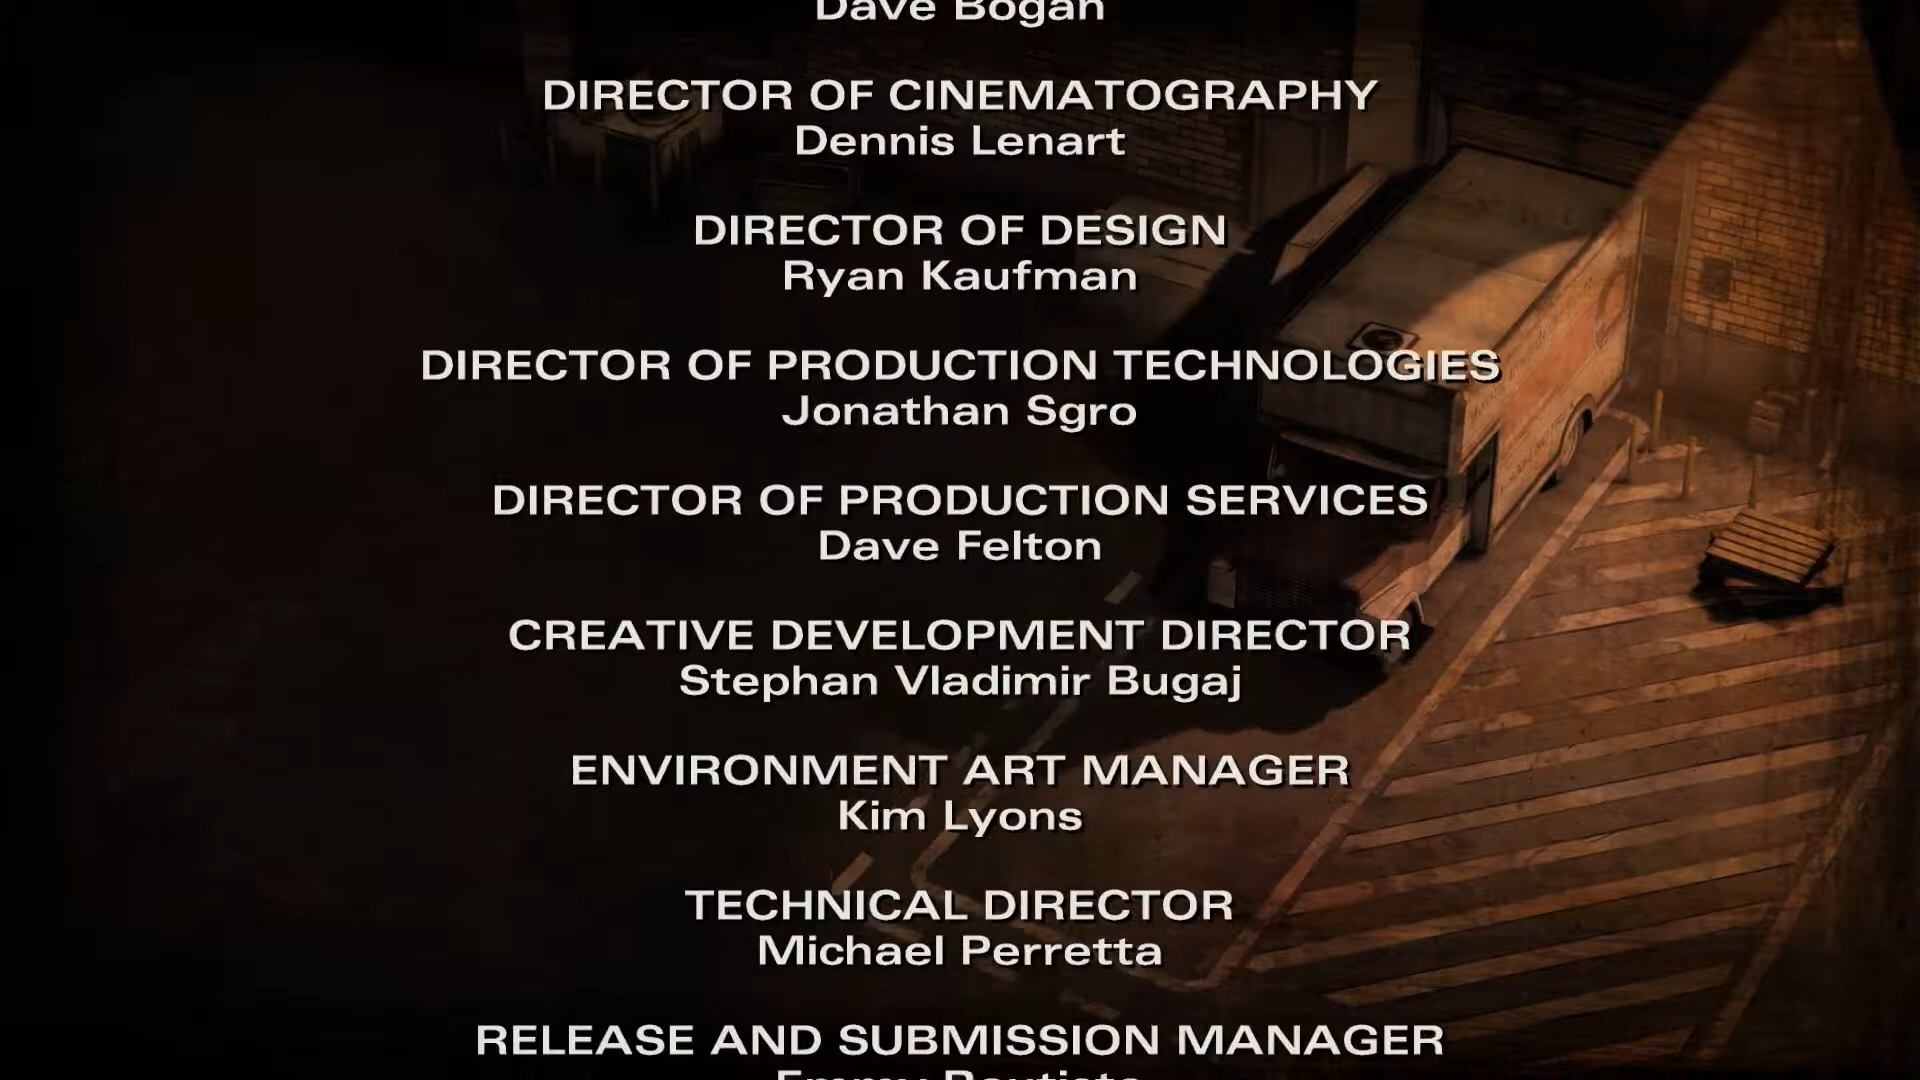 Dave Bogan
DIRECTOR OF CINEMATOGRAPHY
Dennis Lenart
DIRECTOR OF DESIGN
Ryan Kaufman
DIRECTOR OF PRODUCTION TECHNOLOGIES
Jonathan Sgro
DIRECTOR OF PRODUCTION SERVICES
Dave Felton
CREATIVE DEVELOPMENT DIRECTOR
Stephan Vladimir Bugaj
ENVIRONMENT ART MANAGER
Kim Lyons
TECHNICAL DIRECTOR
Michael Perretta
RELEASE AND SUBMISSION MANAGER